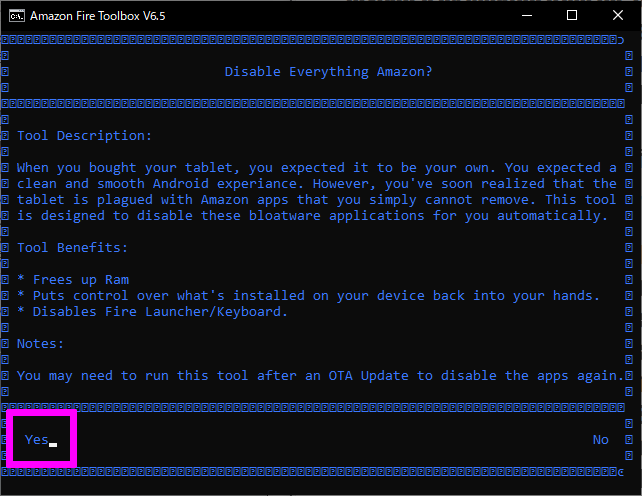 Amazon Fire Toolbox V6.5
Disable Everything Amazon?
Tool Description:
When you bought your tablet, you expected it to be your own. You expected a
clean and smooth Android experiance. However, you've soon realized that the
tablet is plagued with Amazon apps that you simply cannot remove. This tool
is designed to disable these bloatware applications for you automatically.
Tool Benefits:
* Frees up Ram
* Puts control over what's installed on your device back into your hands.
* Disables Fire Launcher/Keyboard.
Notes:
You may need to run this tool after an OTA Update to disable the apps again.
Yes No